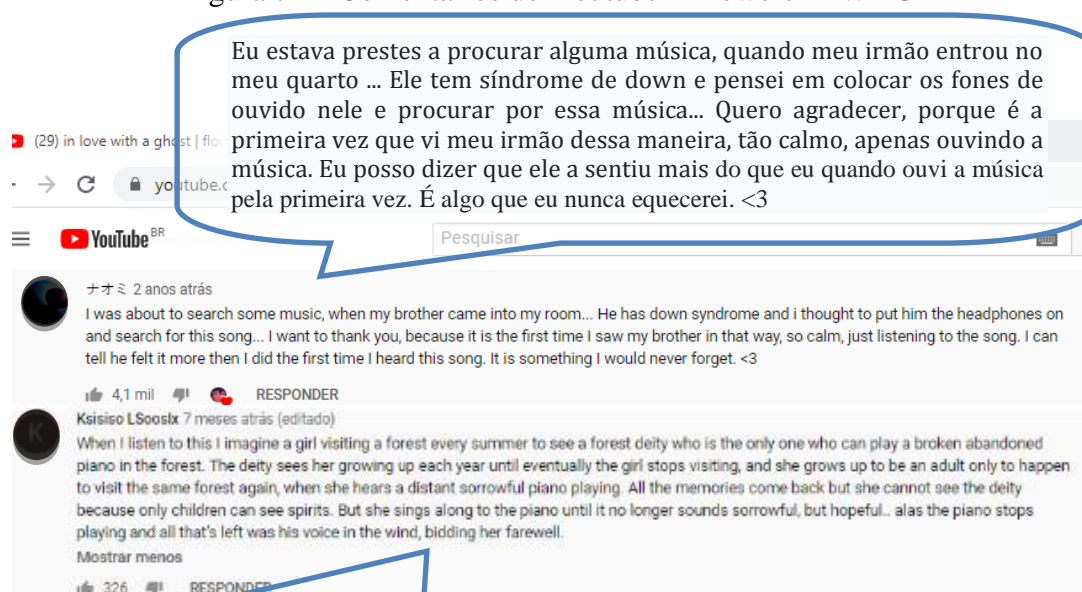 Eu estava prestes a procurar alguma música, quando meu irmão entrou no
meu quarto ... Ele tem síndrome de down e pensei em colocar os fones de
ouvido nele e procurar por essa música... Quero agradecer, porque é a
primeira vez que vi meu irmão dessa maneira, tão calmo, apenas ouvindo a
música. Eu posso dizer que ele a sentiu mais do que eu quando ouvi a música
pela primeira vez. É algo que eu nunca equecerei. <3
(29) in love with a ghost | flo
youtube.c
YouTube BR
Pesquisar
ナオミ 2 anos atrás
I was about to search some music, when my brother came into my room... He has down syndrome and i thought to put him the headphones on
and search for this song... I want to thank you, because it is the first time I saw my brother in that way, so calm, just listening to the song. I can
tell he felt it more then I did the first time I heard this song. It is something I would never forget. <3
4,1 mil RESPONDER
K
Ksisiso LSooslx 7 meses atrás (editado)
When I listen to this I imagine a girl visiting a forest every summer to see a forest deity who is the only one who can play a broken abandoned
piano in the forest. The deity sees her growing up each year until eventually the girl stops visiting, and she grows up to be an adult only to happen
to visit the same forest again, when she hears a distant sorrowful piano playing. All the memories come back but she cannot see the deity
because only children can see spirits. But she sings along to the piano until it no longer sounds sorrowful, but hopeful.. alas the piano stops
playing and all that's left was his voice in the wind, bidding her farewell.
Mostrar menos
326 RESPONDER